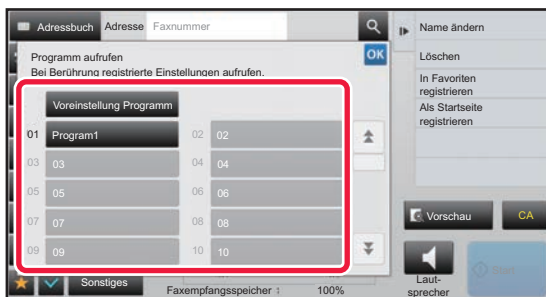 Adressbuch Adresse Faxnummer
Programm aufrufen
OK
Bei Berührung registrierte Einstellungen aufrufen.
Voreinstellung Programm
01 Program1 02 02
03 03 04 04
05 05 06 06
07 07 08 08
09 09 10 10
Sonstiges
Faxempfangsspeicher : 100%
Name ändern
Löschen
In Favoriten
registrieren
Als Startseite
registrieren
Vorschau CA
Start
Laut-
sprecher